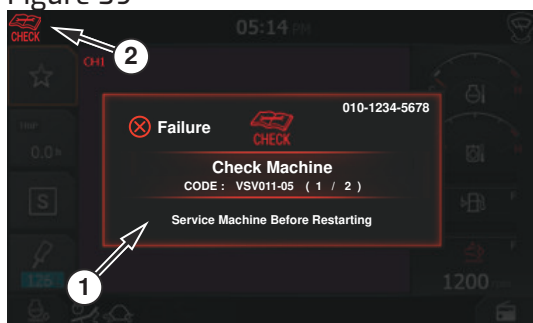 Figure 39
CHECK
05:14 PM
2
CH1
010-1234-5678
Failure
CHECK
TRIP
0.0 h
Check Machine
CODE : VSV011-05 ( 1 / 2 )
S
Service Machine Before Restarting
F
F
1
126
1200 rpm